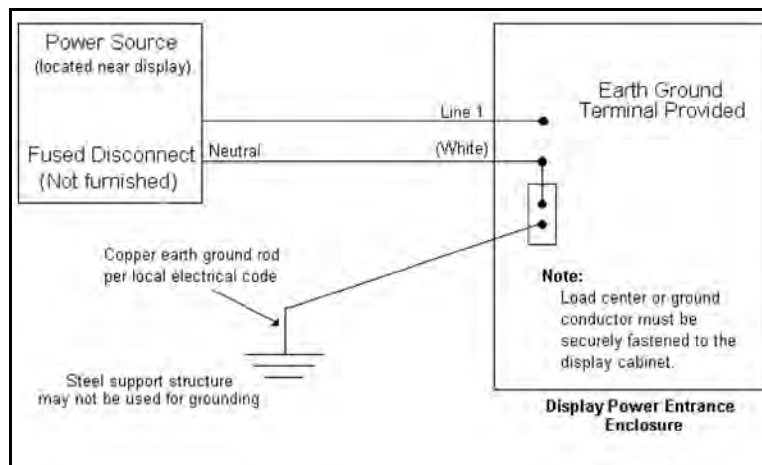 Power Source
(located near display)
Fused Disconnect
(Not furnished)
Line 1
Neutral
(White)
Earth Ground
Terminal Provided
Copper earth ground rod
per local electrical code
Steel support structure
may not be used for grounding
Note:
Load center or ground
conductor must be
securely fastened to the
display cabinet.
Display Power Entrance
Enclosure